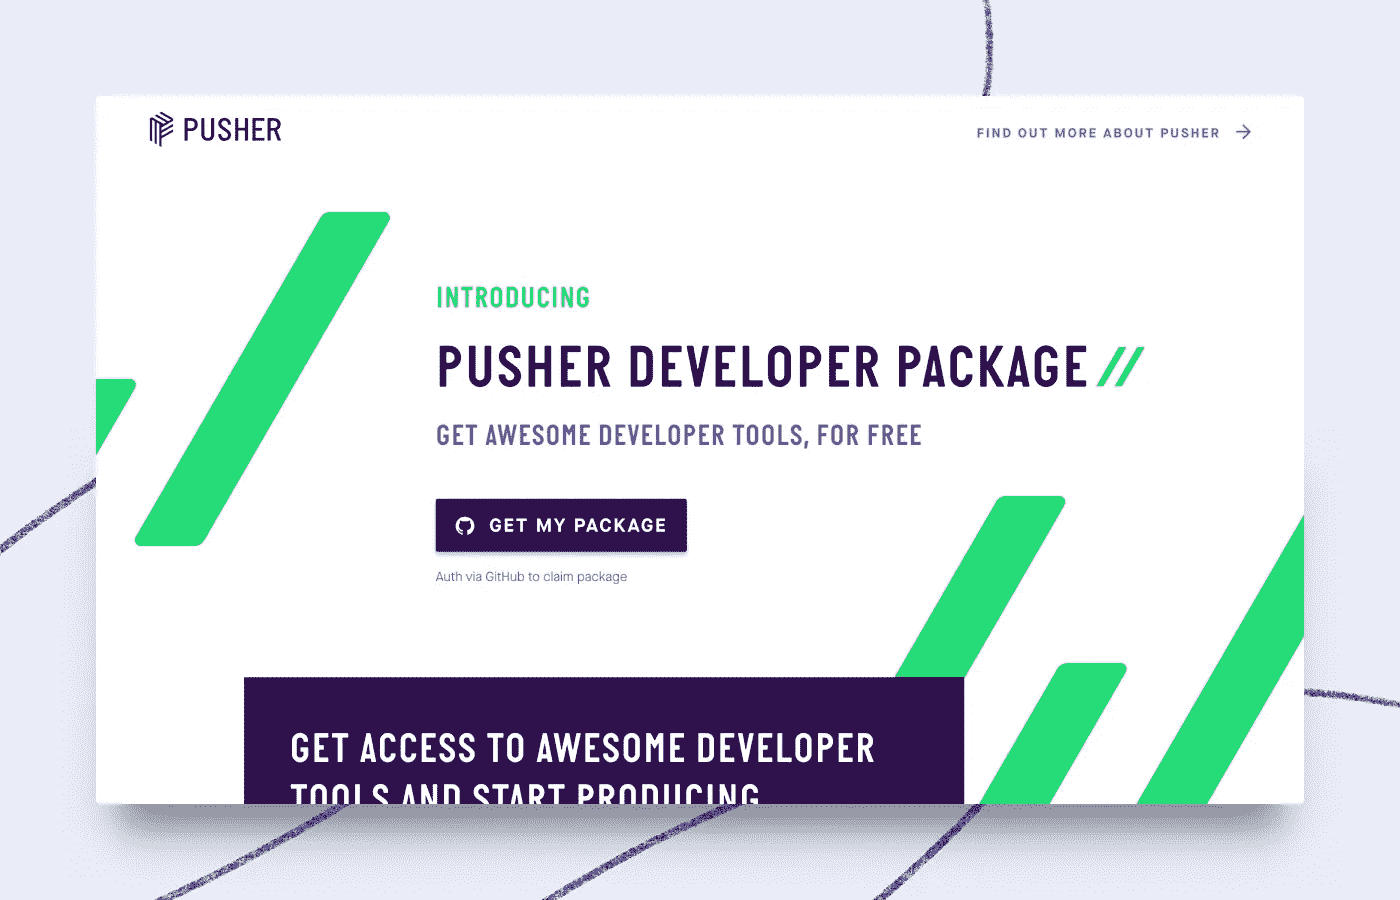 PUSHER
FIND OUT MORE ABOUT PUSHER
INTRODUCING
PUSHER DEVELOPER PACKAGE //
GET AWESOME DEVELOPER TOOLS, FOR FREE
GET MY PACKAGE
Auth via GitHub to claim package
GET ACCESS TO AWESOME DEVELOPER
TOOLS AND START PRODUCING